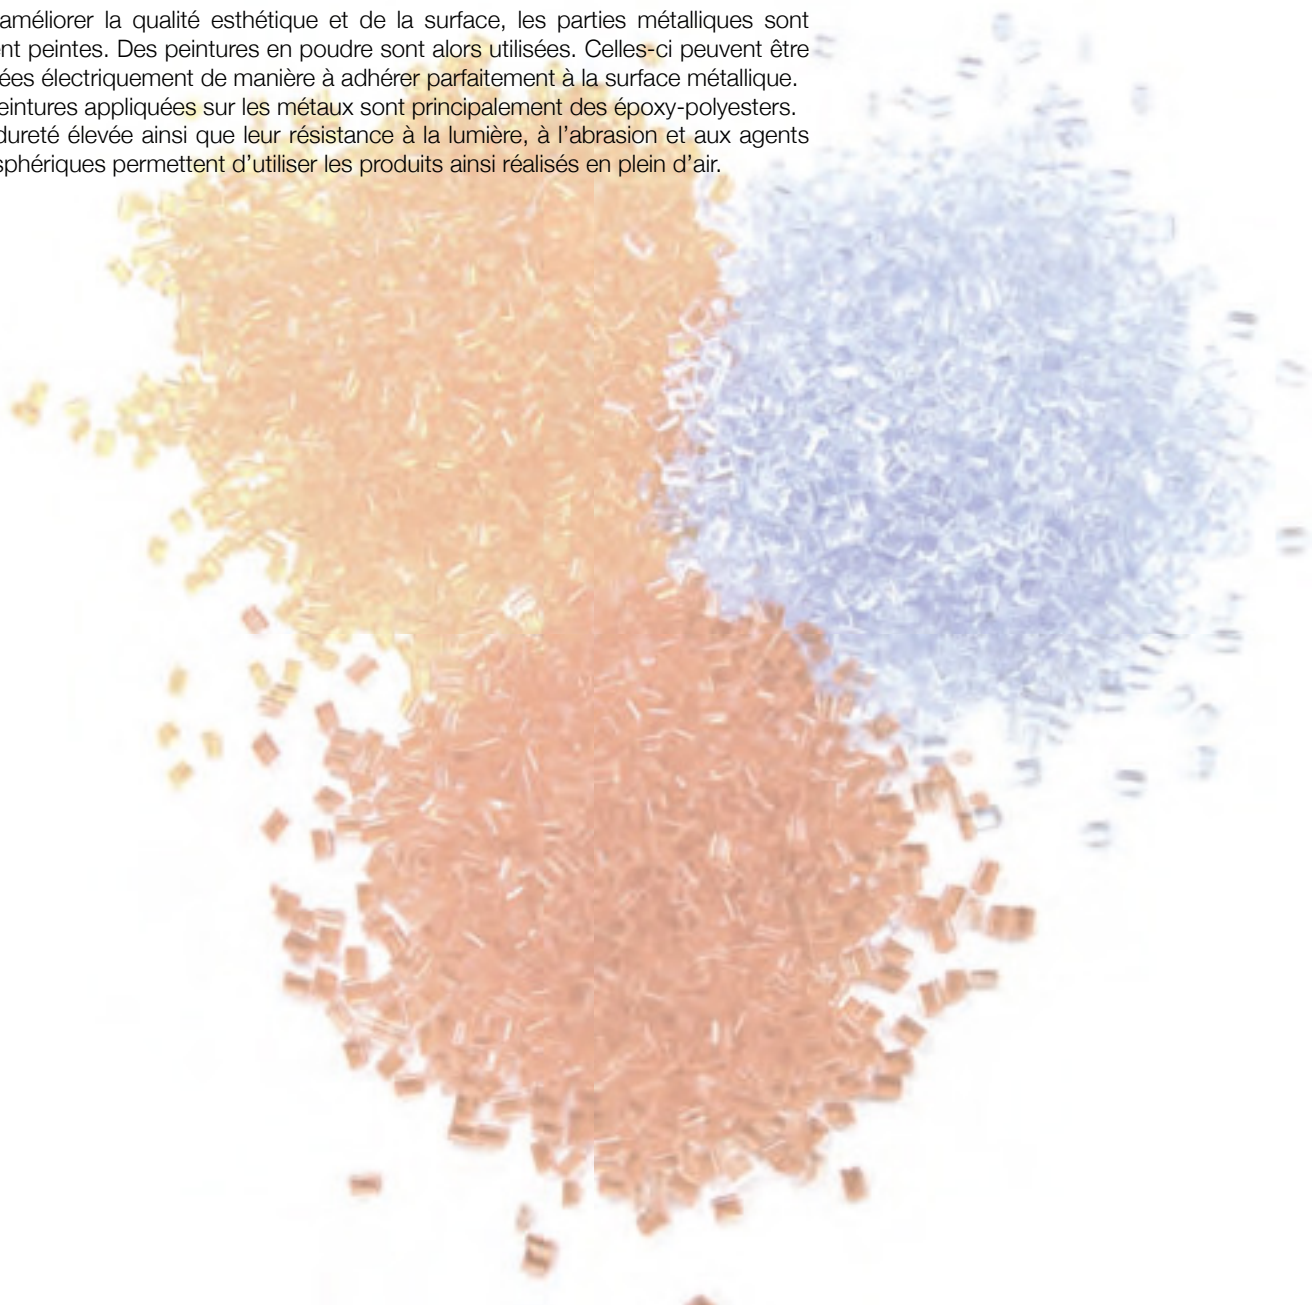 améliorer la qualité esthétique et de la surface, les parties métalliques sont
nt peintes. Des peintures en poudre sont alors utilisées. Celles-ci peuvent être
ées électriquement de manière à adhérer parfaitement à la surface métallique.
eintures appliquées sur les métaux sont principalement des époxy-polyesters.
dureté élevée ainsi que leur résistance à la lumière, à l’abrasion et aux agents
sphériques permettent d’utiliser les produits ainsi réalisés en plein d’air.